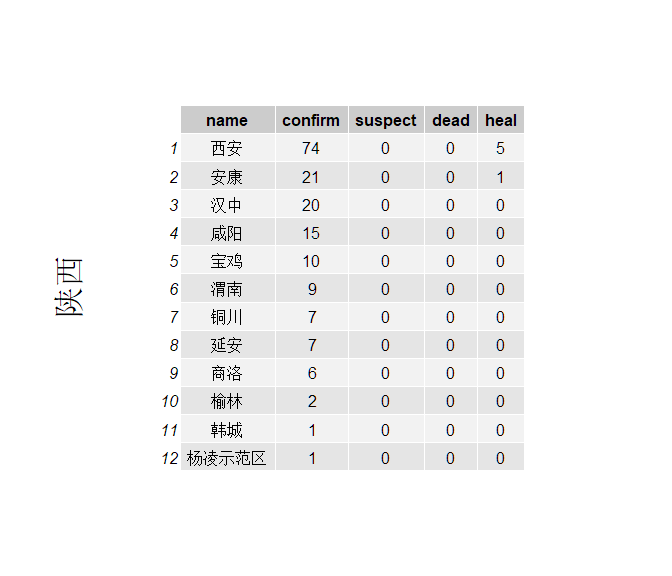 陕西
name confirm suspect dead heal
1 西安 74 0 0 5
2 安康 21 0 0 1
3 汉中 20 0 0 0
4 咸阳 15 0 0 0
5 宝鸡 10 0 0 0
6 渭南 9 0 0 0
7 铜川 7 0 0 0
8 延安 7 0 0 0
9 商洛 6 0 0 0
10 榆林 2 0 0 0
11 韩城 1 0 0 0
12 杨凌示范区 1 0 0 0